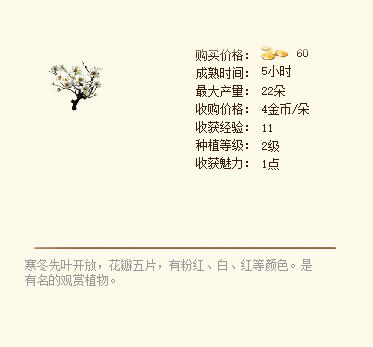 购买价格： 60
成熟时间： 5小时
最大产量： 22朵
收购价格： 4金币/朵
收获经验： 11
种植等级： 2级
收获魅力： 1点
寒冬先叶开放，花瓣五片，有粉红、白、红等颜色。是
有名的观赏植物。